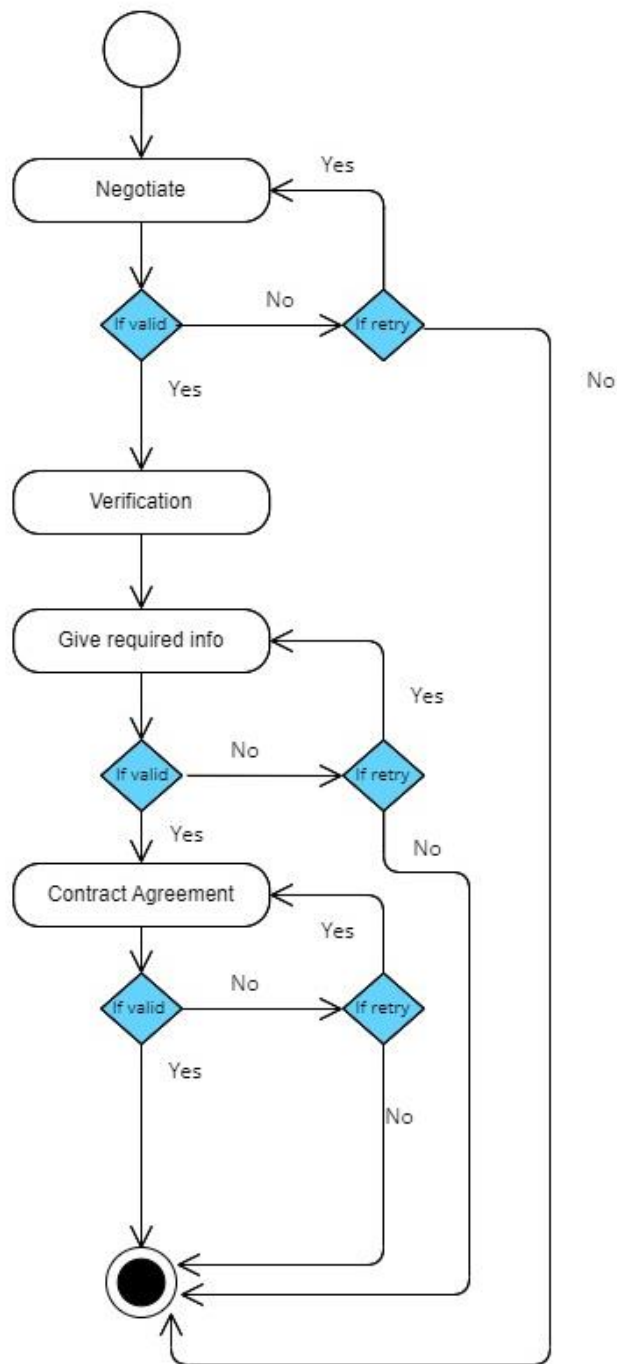 Yes
Negotiate
No
If valid
If retry
No
Yes
Verification
Give required info
Yes
No
If valid
If retry
Yes
No
Contract Agreement
Yes
No
If valid
If retry
Yes
No